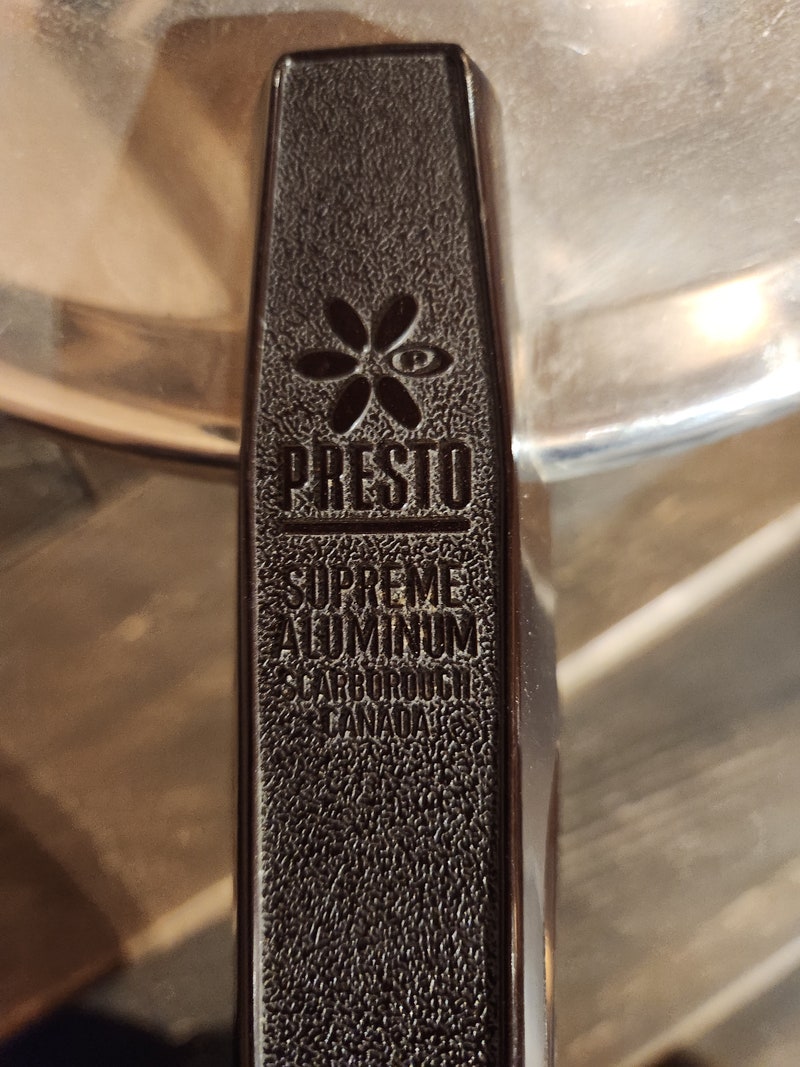 P
PRESTO
SUPREME
ALUMINUM
SCARBOROUGH
CANADA